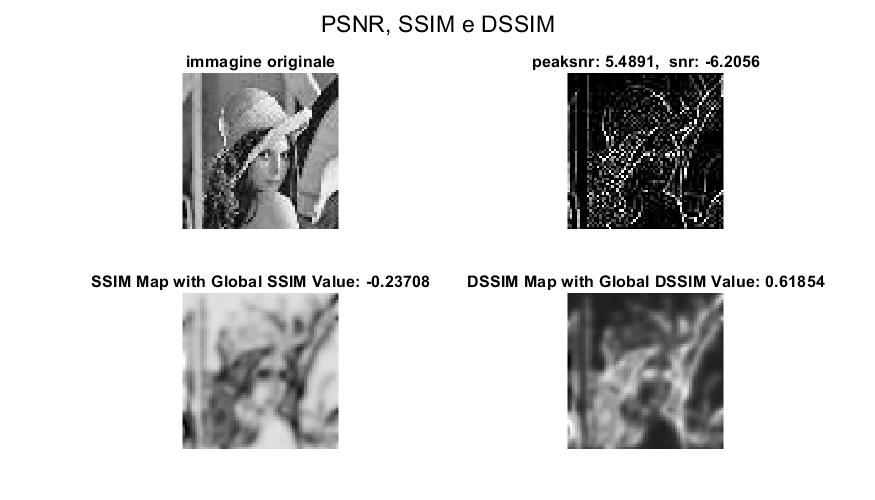 PSNR, SSIM e DSSIM
immagine originale
peaksnr: 5.4891, snr: -6.2056
SSIM Map with Global SSIM Value: -0.23708
DSSIM Map with Global DSSIM Value: 0.61854